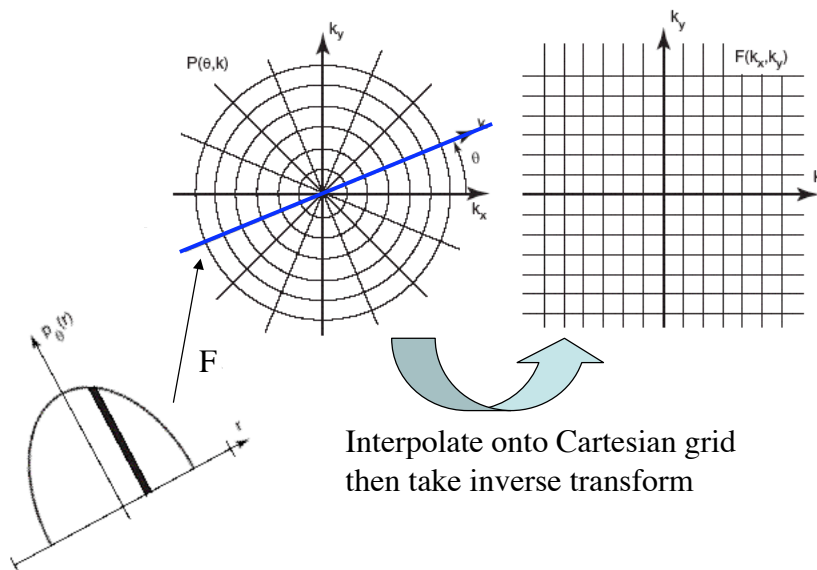 k_y
P(θ,k)
θ
k_x
k_y
F(k_x,k_y)
k
p_θ(r)
r
F
Interpolate onto Cartesian grid
then take inverse transform